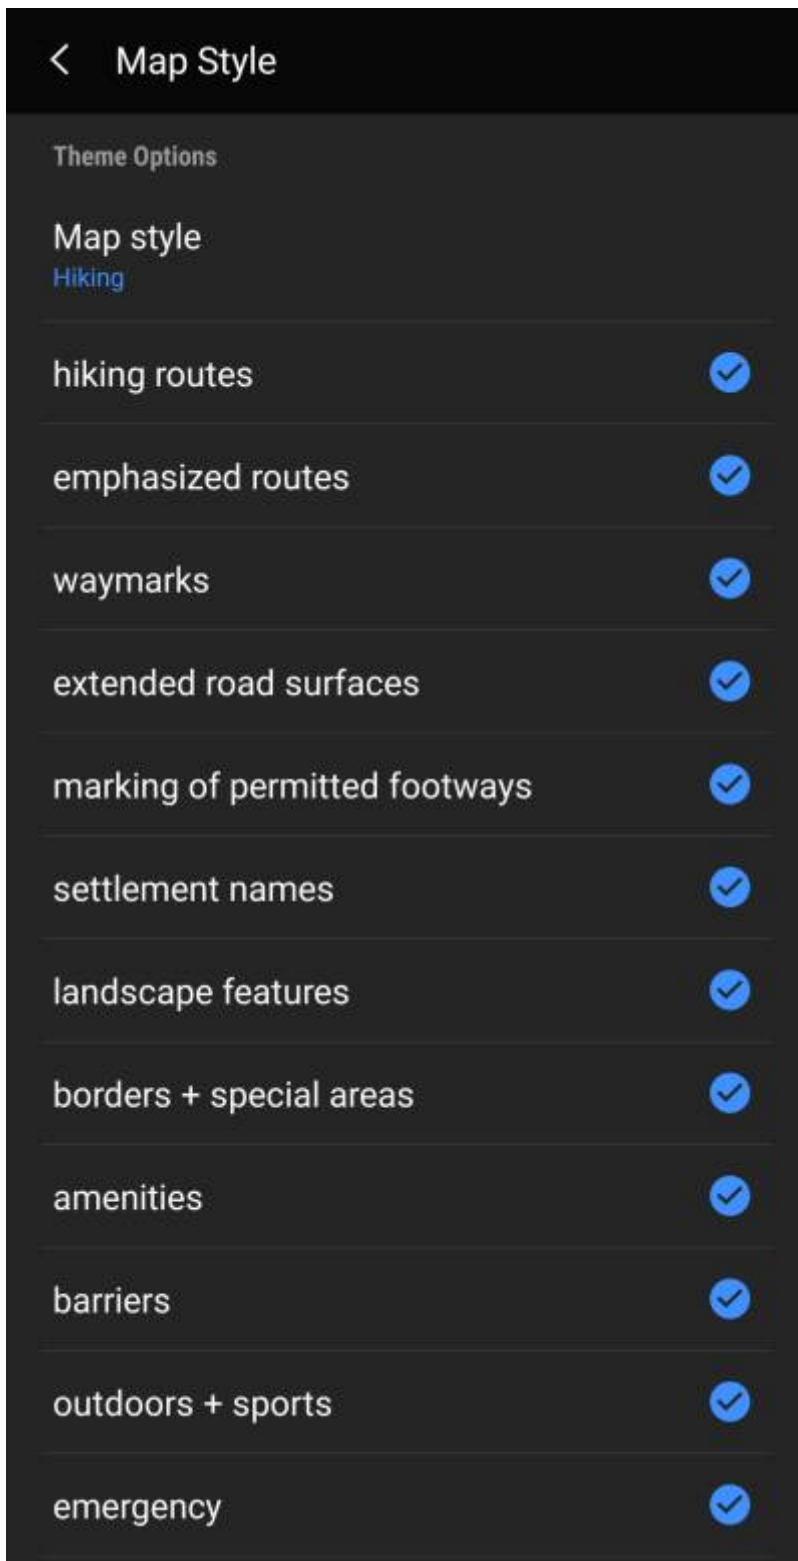 Map Style
Theme Options
Map style
Hiking
hiking routes
emphasized routes
waymarks
extended road surfaces
marking of permitted footways
settlement names
landscape features
borders + special areas
amenities
barriers
outdoors + sports
emergency